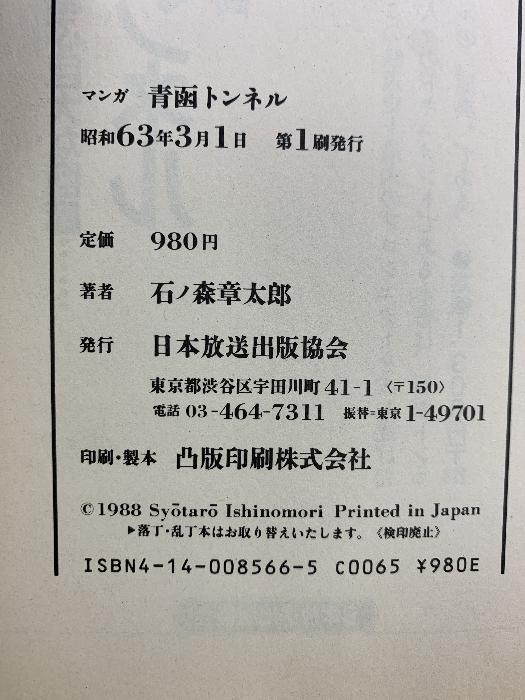 マンガ 青函トンネル
昭和63年3月1日 第1刷発行
定価 980円
著者 石ノ森章太郎
発行 日本放送出版協会
東京都渋谷区宇田川町41-1〈〒150〉
電話 03-464-7311 振替=東京1-49701
印刷・製本 凸版印刷株式会社
©1988 Syōtarō Ishinomori Printed in Japan
▶落丁・乱丁本はお取り替えいたします。《検印廃止》
ISBN4-14-008566-5 C0065 ¥980E